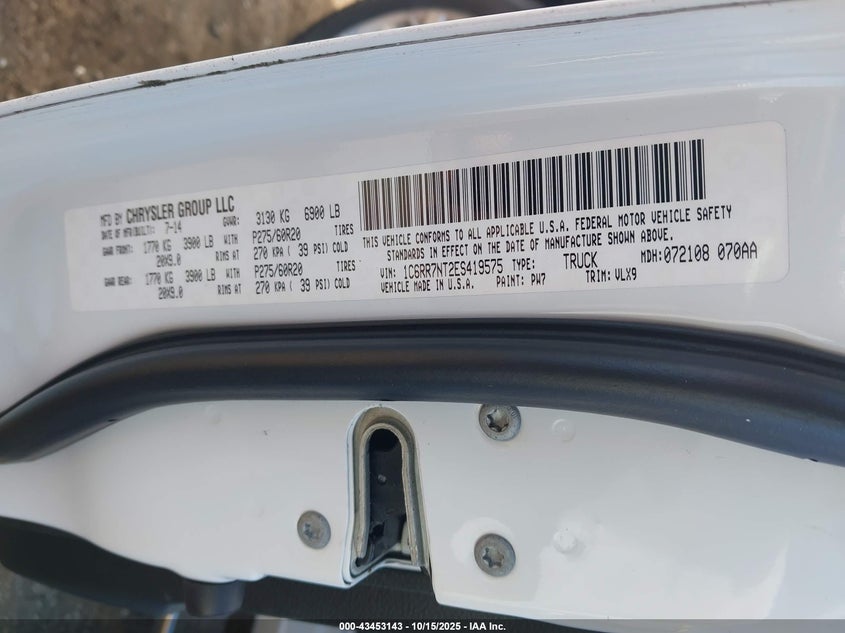 MFD BY CHRYSLER GROUP LLC
DATE OF MFR/BUILT: 7-14 GVWR: 3130 KG 6900 LB
GAWR FRONT: 1770 KG 3900 LB WITH P275/60R20 TIRES
20X9.0 RIMS AT 270 KPA ( 39 PSI) COLD
GAWR REAR: 1770 KG 3900 LB WITH P275/60R20 TIRES
20X9.0 RIMS AT 270 KPA ( 39 PSI) COLD
THIS VEHICLE CONFORMS TO ALL APPLICABLE U.S.A. FEDERAL MOTOR VEHICLE SAFETY
STANDARDS IN EFFECT ON THE DATE OF MANUFACTURE SHOWN ABOVE.
VIN: 1C6RR7NT2ES419575 TYPE: TRUCK MDH: 072108 070AA
VEHICLE MADE IN U.S.A. PAINT: PW7 TRIM: VLX9
000-43453143 - 10/15/2025 - IAA Inc.